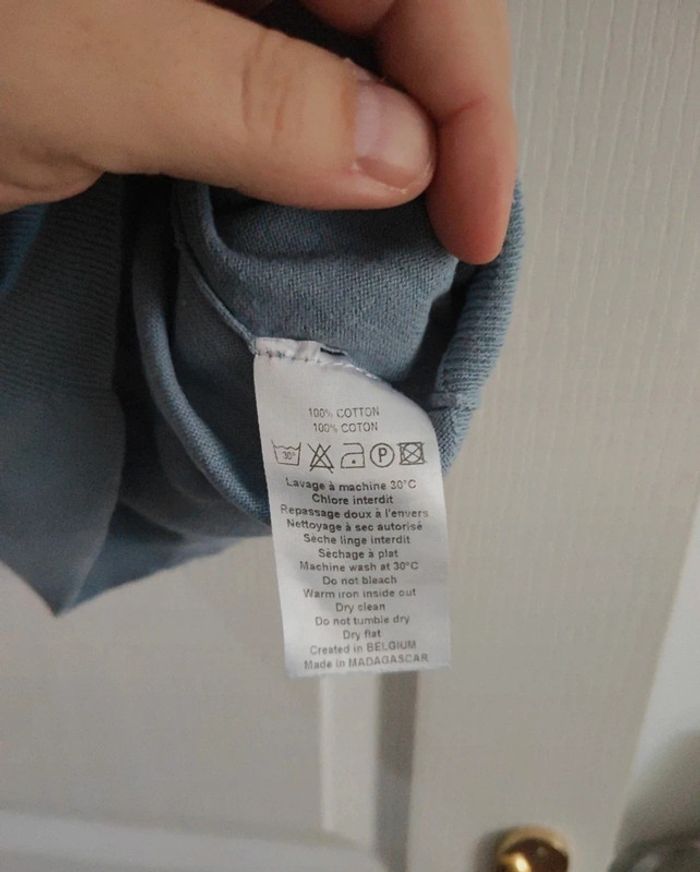 100% COTTON
100% COTON
30° P
Lavage à machine 30°C
Chlore interdit
Repassage doux à l'envers
Nettoyage à sec autorisé
Sèche linge interdit
Séchage à plat
Machine wash at 30°C
Do not bleach
Warm iron inside out
Dry clean
Do not tumble dry
Dry flat
Created in BELGIUM
Made in MADAGASCAR